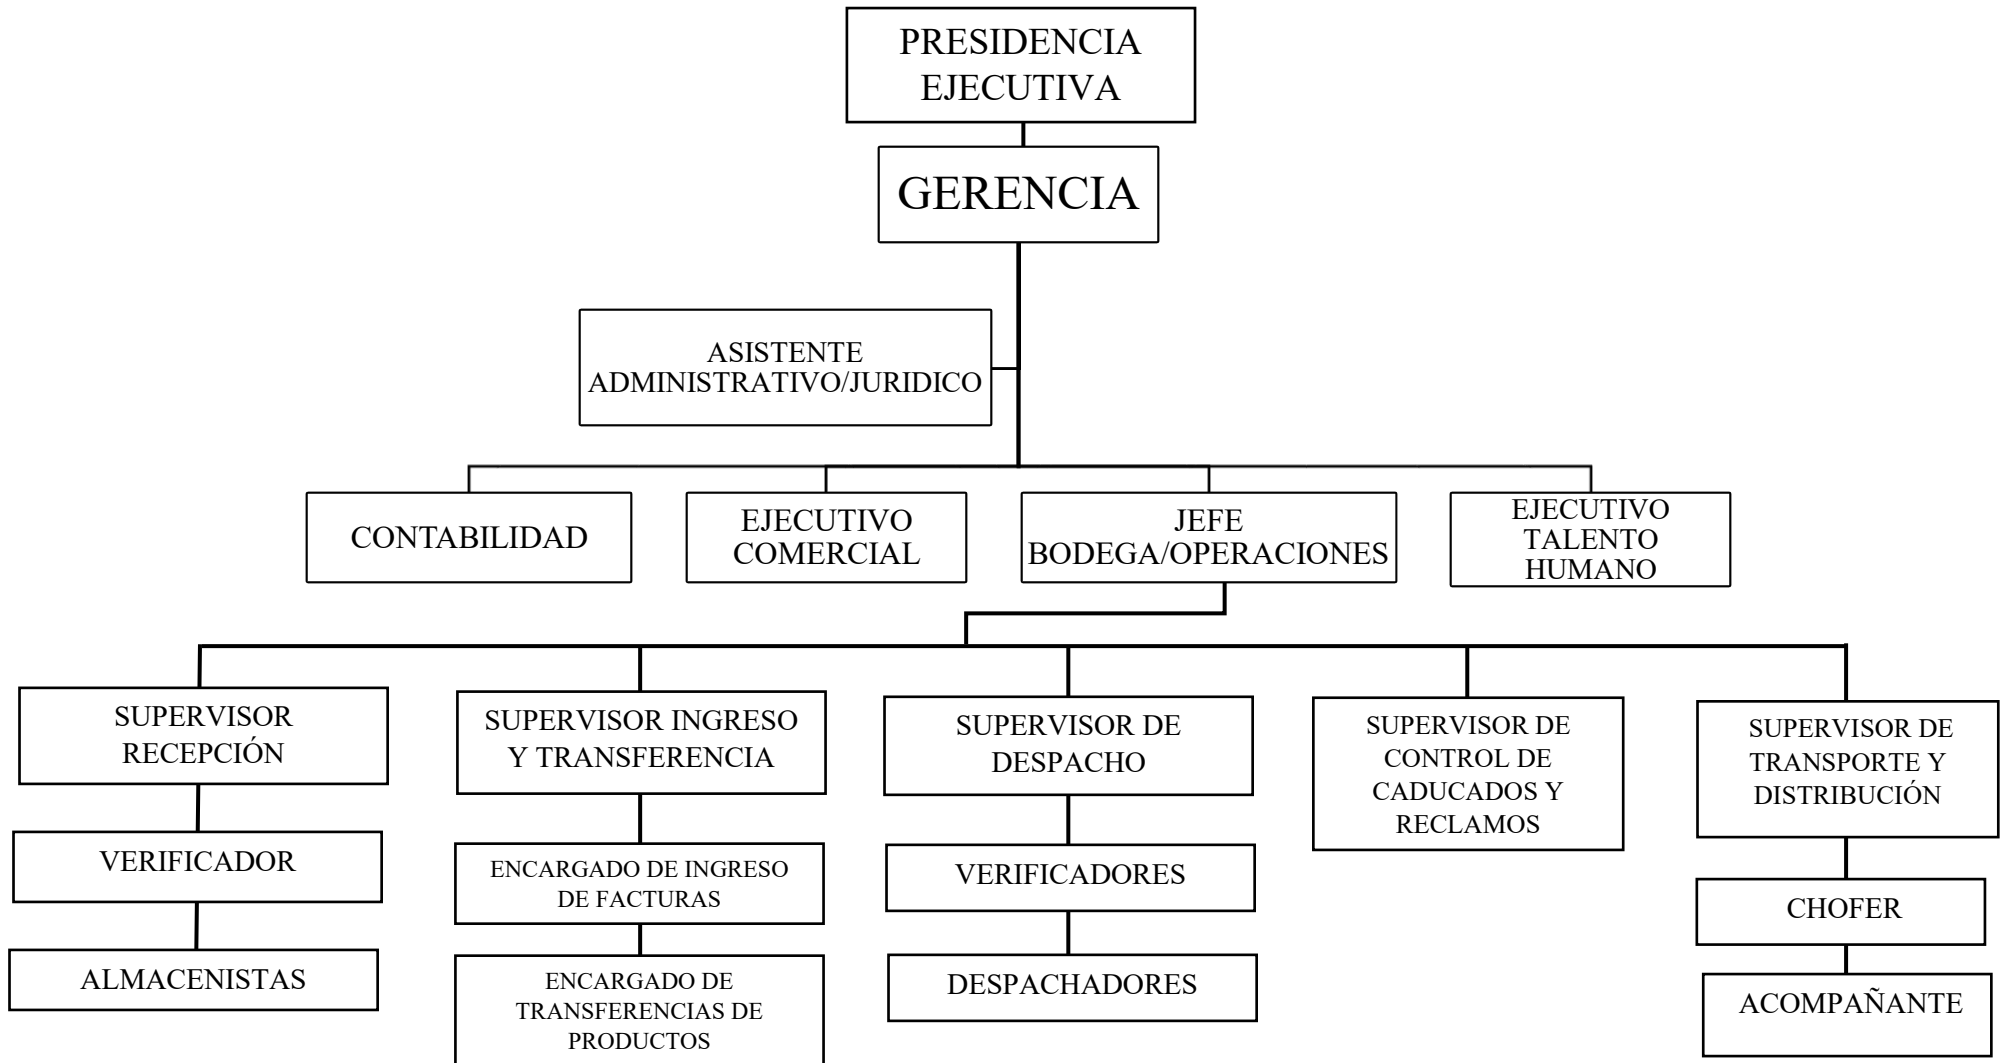 PRESIDENCIA
EJECUTIVA
GERENCIA
ASISTENTE
ADMINISTRATIVO/JURIDICO
CONTABILIDAD
EJECUTIVO
COMERCIAL
JEFE
BODEGA/OPERACIONES
EJECUTIVO
TALENTO
HUMANO
SUPERVISOR
RECEPCIÓN
SUPERVISOR INGRESO
Y TRANSFERENCIA
SUPERVISOR DE
DESPACHO
SUPERVISOR DE
CONTROL DE
CADUCADOS Y
RECLAMOS
SUPERVISOR DE
TRANSPORTE Y
DISTRIBUCIÓN
VERIFICADOR
ENCARGADO DE INGRESO
DE FACTURAS
VERIFICADORES
CHOFER
ALMACENISTAS
ENCARGADO DE
TRANSFERENCIAS DE
PRODUCTOS
DESPACHADORES
ACOMPAÑANTE